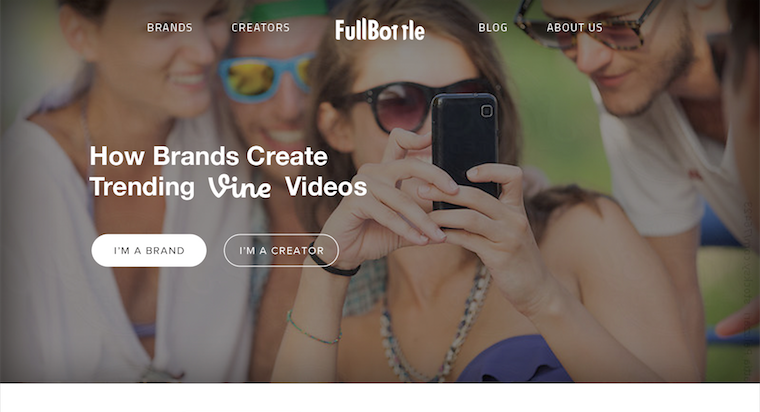 BRANDS CREATORS FullBottle BLOG ABOUT US
How Brands Create
Trending Vine Videos
I'M A BRAND I'M A CREATOR